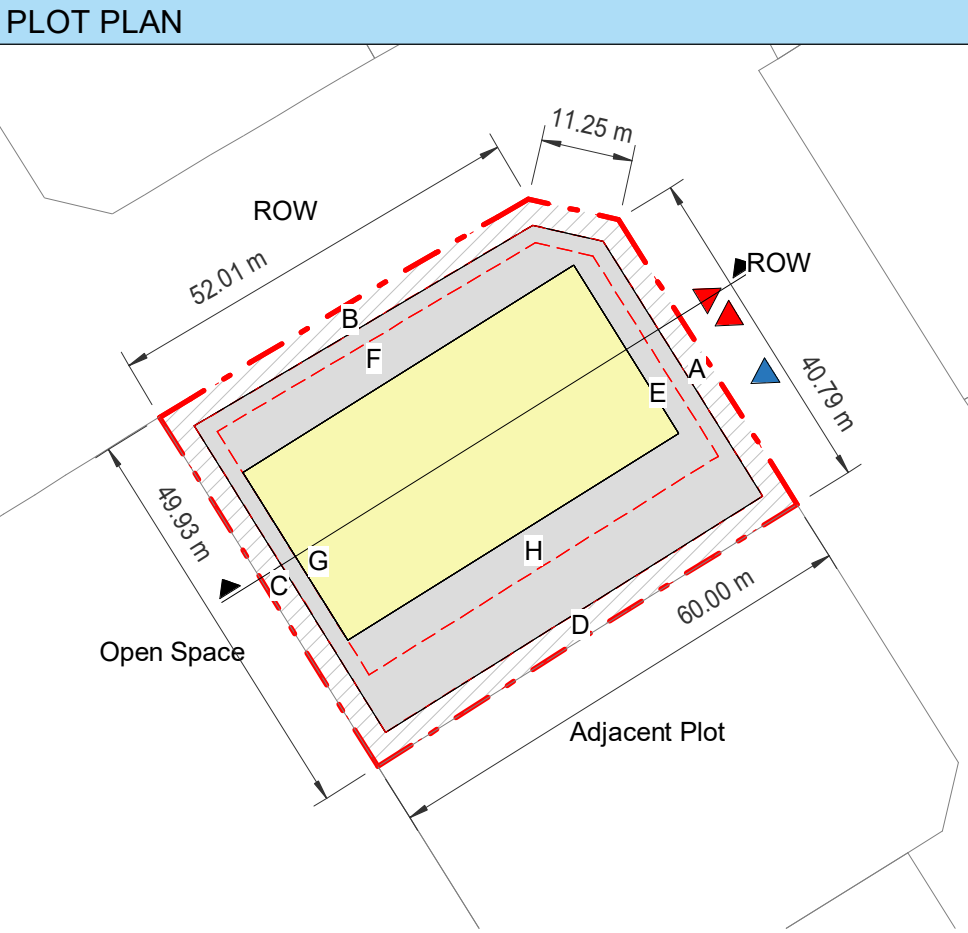 PLOT PLAN
11.25 m
ROW
52.01 m
ROW
B
F
A
E
40.79 m
49.93 m
H
G
C
60.00 m
D
Open Space
Adjacent Plot